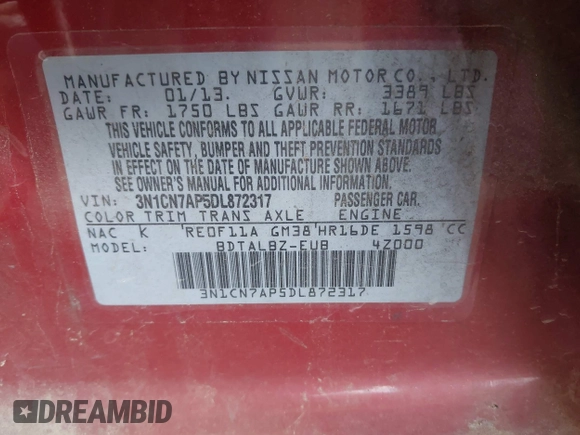 MANUFACTURED BY NISSAN MOTOR CO., LTD.
DATE: 01/13. GVWR: 3389 LBS
GAWR FR: 1750 LBS GAWR RR: 1671 LBS
THIS VEHICLE CONFORMS TO ALL APPLICABLE FEDERAL MOTOR
VEHICLE SAFETY, BUMPER AND THEFT PREVENTION STANDARDS
IN EFFECT ON THE DATE OF MANUFACTURE SHOWN ABOVE.
SEE OWNER'S MANUAL FOR ADDITIONAL INFORMATION.
VIN: 3N1CN7AP5DL872317 PASSENGER CAR.
COLOR TRIM TRANS AXLE ENGINE
NAC K 'RE0F11A GM38'HR16DE 1598 CC
MODEL: BDTALBZ-EUB 4Z000
3N1CN7AP5DL872317
DREAMBID